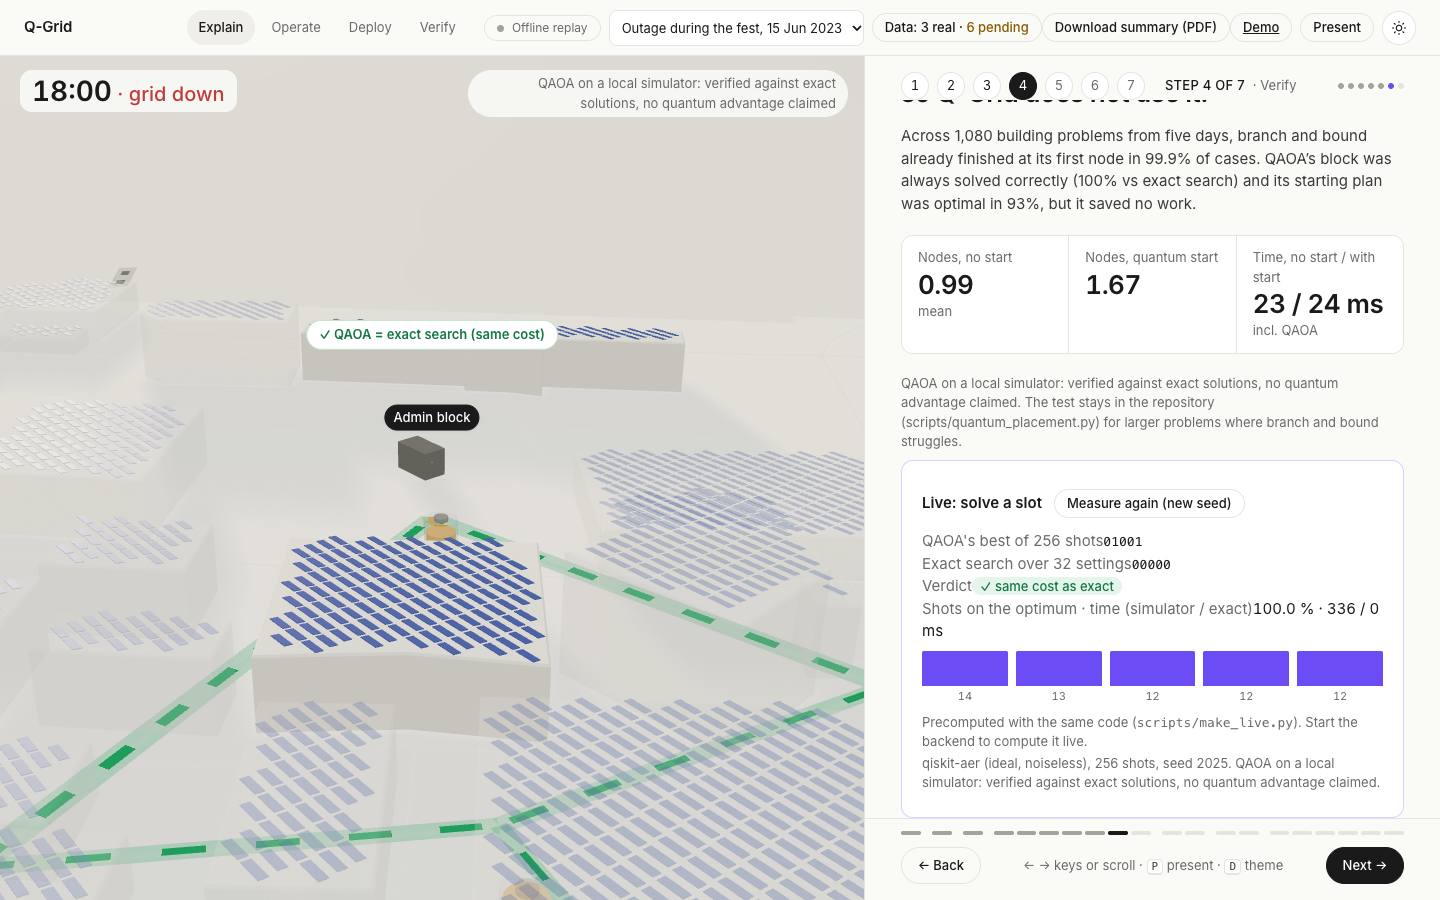 Q-Grid
Explain
Operate
Deploy
Verify
Offline replay
Outage during the fest, 15 Jun 2023
Data: 3 real · 6 pending
Download summary (PDF)
Demo
Present
18:00 · grid down
QAOA on a local simulator: verified against exact
solutions, no quantum advantage claimed
✓ QAOA = exact search (same cost)
Admin block
1 2 3 4 5 6 7 STEP 4 OF 7 · Verify
so Q-Grid does not use it.
Across 1,080 building problems from five days, branch and bound
already finished at its first node in 99.9% of cases. QAOA’s block was
always solved correctly (100% vs exact search) and its starting plan
was optimal in 93%, but it saved no work.
Nodes, no start
0.99
mean
Nodes, quantum start
1.67
Time, no start / with
start
23 / 24 ms
incl. QAOA
QAOA on a local simulator: verified against exact solutions, no quantum
advantage claimed. The test stays in the repository
(scripts/quantum_placement.py) for larger problems where branch and bound
struggles.
Live: solve a slot
Measure again (new seed)
QAOA's best of 256 shots01001
Exact search over 32 settings00000
Verdict✓ same cost as exact
Shots on the optimum · time (simulator / exact)100.0 % · 336 / 0
ms
14 13 12 12 12
Precomputed with the same code (scripts/make_live.py). Start the
backend to compute it live.
qiskit-aer (ideal, noiseless), 256 shots, seed 2025. QAOA on a local
simulator: verified against exact solutions, no quantum advantage claimed.
← Back
← → keys or scroll · P present · D theme
Next →